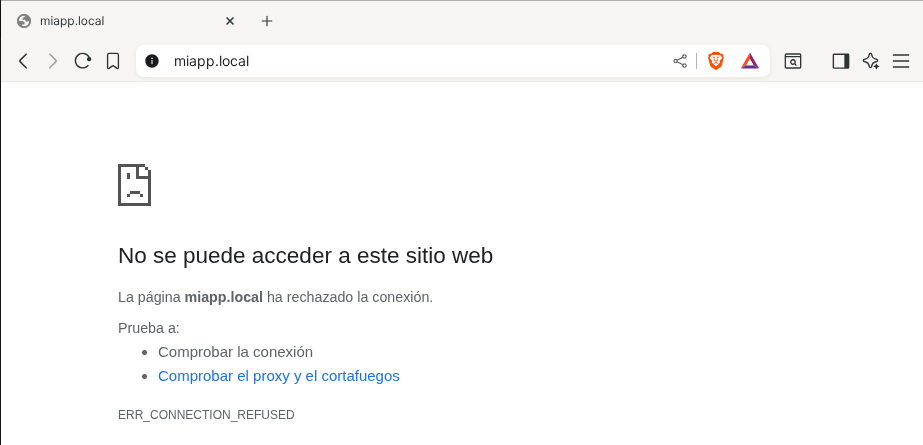 miapp.local
miapp.local
No se puede acceder a este sitio web
La página miapp.local ha rechazado la conexión.
Prueba a:
Comprobar la conexión
Comprobar el proxy y el cortafuegos
ERR_CONNECTION_REFUSED